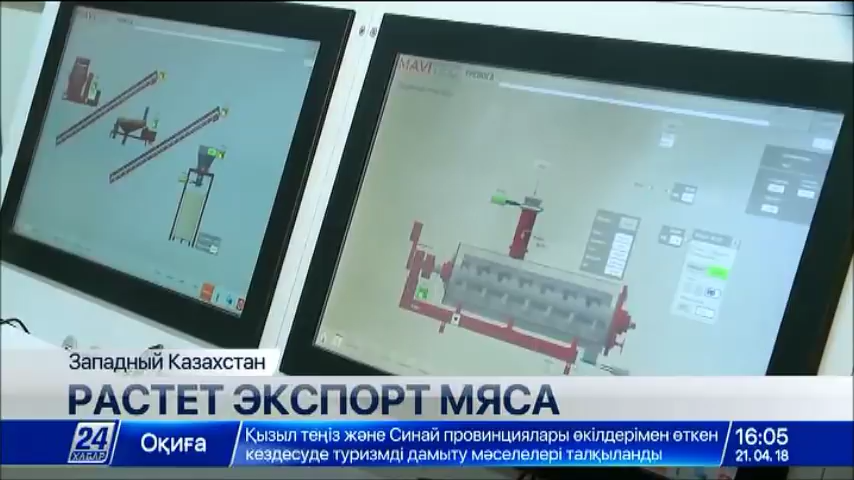 MAVI
MAVI
Западный Казахстан
РАСТЕТ ЭКСПОРТ МЯСА
24
ХАБАР
Оқиға
Қызыл теңіз және Синай провинциялары өкілдерімен өткен
кездесуде туризмді дамыту мәселелері талқыланды
16:05
21.04.18